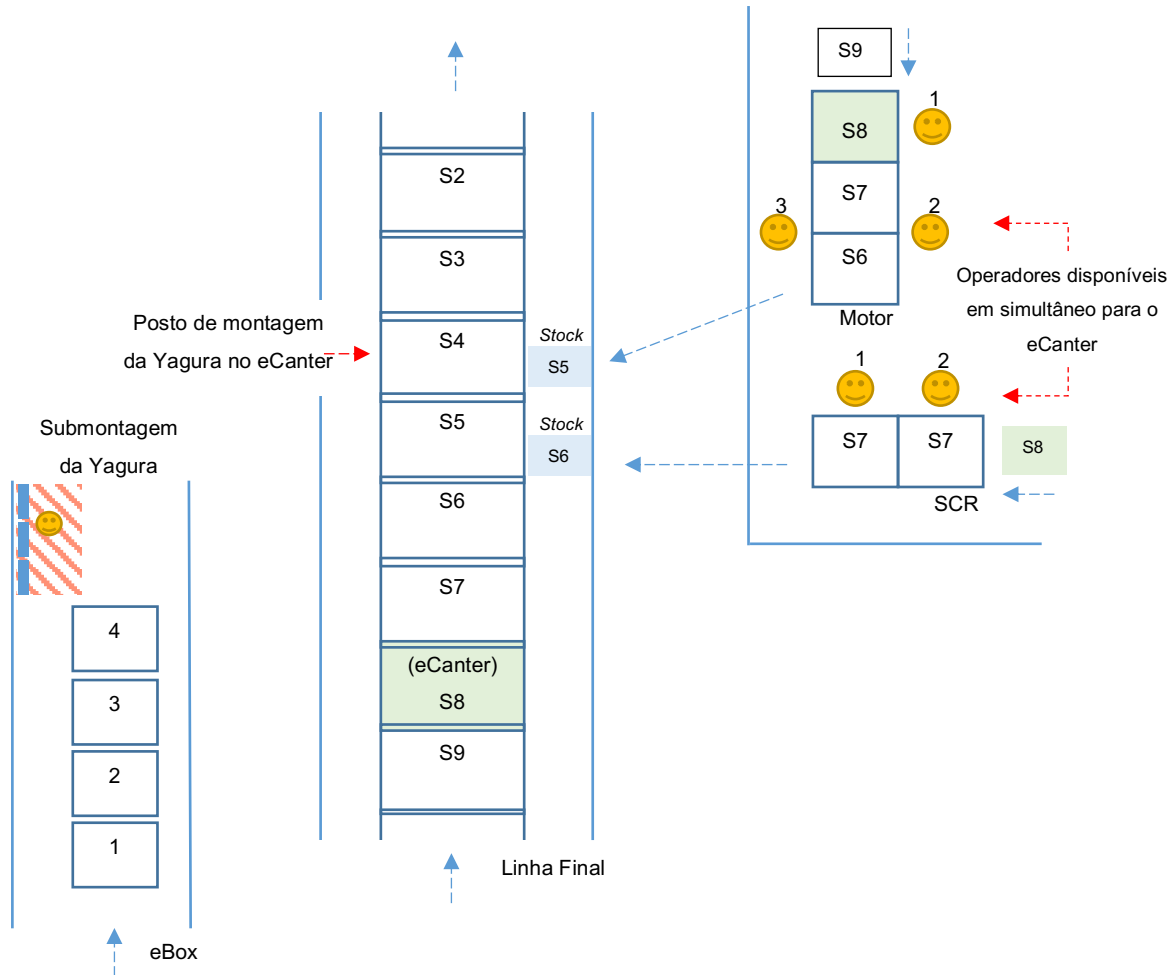 S9
1
S8
S7
3
2
S6
Motor
Operadores disponíveis
em simultâneo para o
eCanter
1
2
S7
S7
S8
SCR
S2
S3
S4
S5
S6
S7
(eCanter)
S8
S9
Stock
S5
Stock
S6
Linha Final
Posto de montagem
da Yagura no eCanter
Submontagem
da Yagura
4
3
2
1
eBox